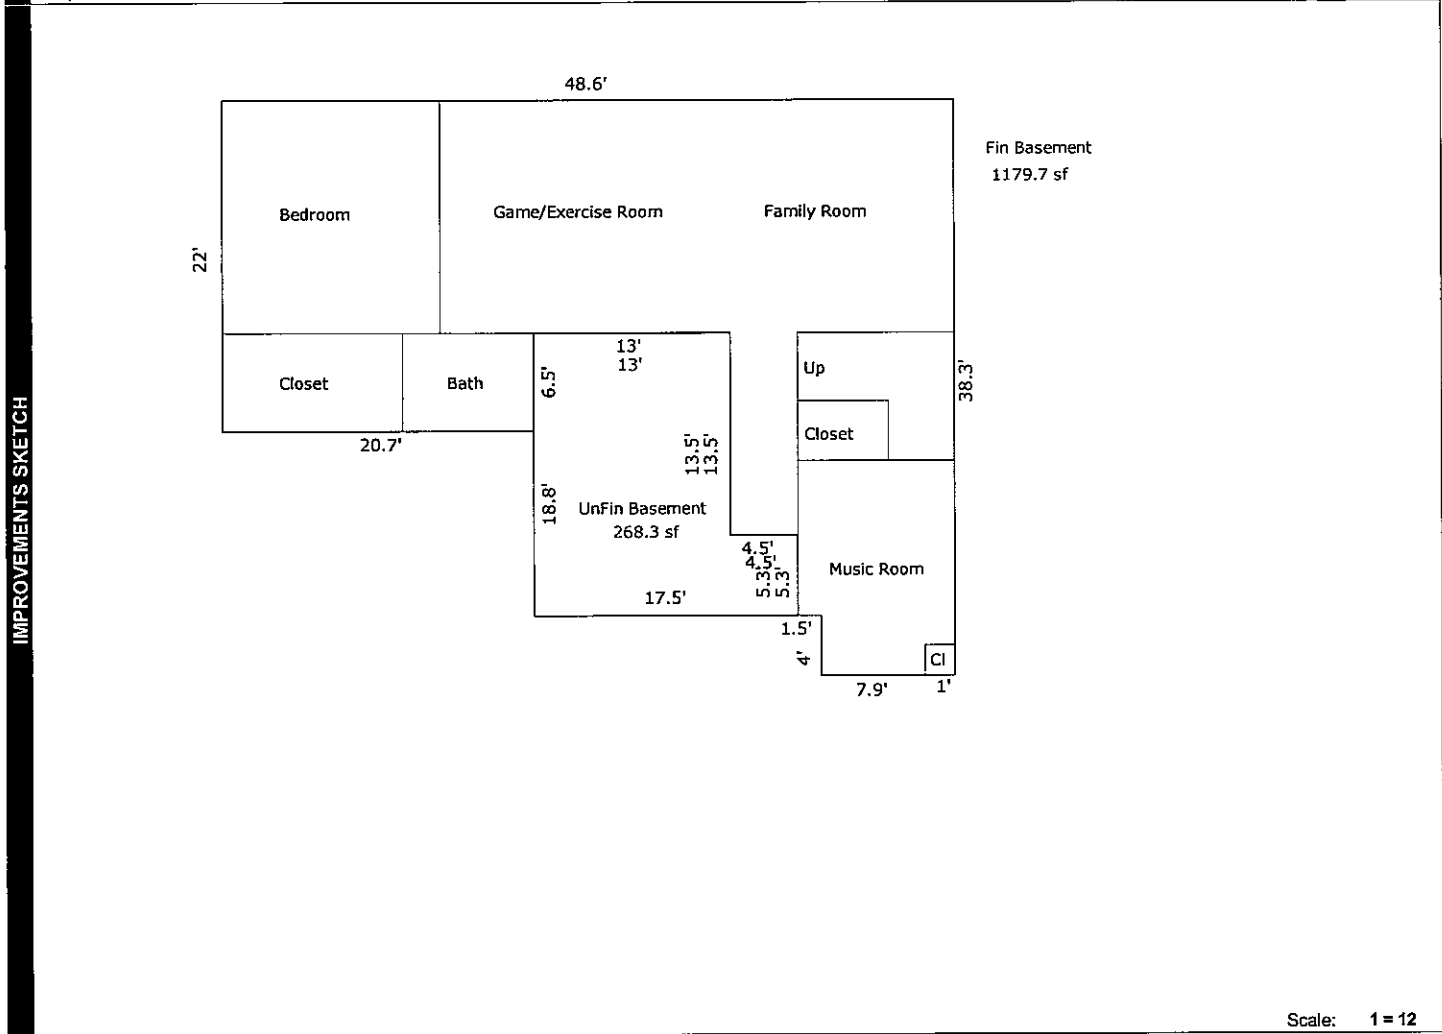 IMPROVEMENTS SKETCH
48.6'
Fin Basement
1179.7 sf
Bedroom
Game/Exercise Room
Family Room
22'
13'
13'
Up
6.5'
38.3'
Closet
Bath
Closet
20.7'
13.5'
13.5'
18.8'
UnFin Basement
268.3 sf
4.5'
4.5'
5.3'
5.3'
Music Room
17.5'
1.5'
4'
Cl
7.9'
1'
Scale: 1 = 12